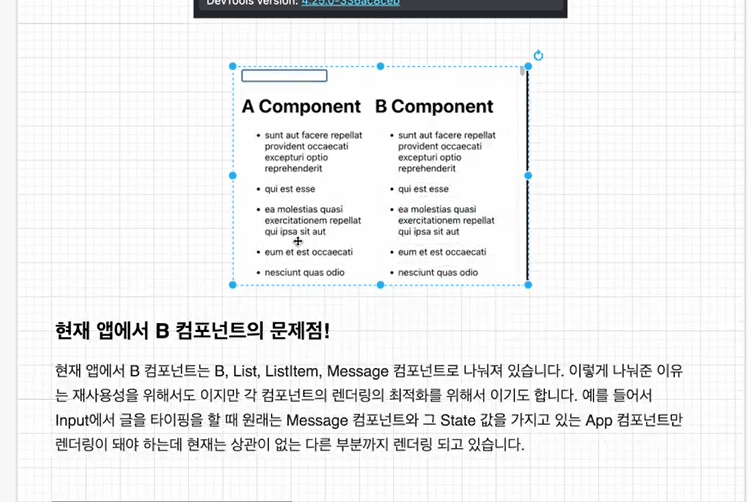 DevTools version: 4.25.0-336ac8ceb
A Component B Component
• sunt aut facere repellat
provident occaecati
excepturi optio
reprehenderit
• qui est esse
• ea molestias quasi
exercitationem repellat
qui ipsa sit aut
• eum et est occaecati
• nesciunt quas odio
• sunt aut facere repellat
provident occaecati
excepturi optio
reprehenderit
• qui est esse
• ea molestias quasi
exercitationem repellat
qui ipsa sit aut
• eum et est occaecati
• nesciunt quas odio
현재 앱에서 B 컴포넌트의 문제점!
현재 앱에서 B 컴포넌트는 B, List, ListItem, Message 컴포넌트로 나눠져 있습니다. 이렇게 나눠준 이유
는 재사용성을 위해서도 이지만 각 컴포넌트의 렌더링의 최적화를 위해서 이기도 합니다. 예를 들어서
Input에서 글을 타이핑을 할 때 원래는 Message 컴포넌트와 그 State 값을 가지고 있는 App 컴포넌트만
렌더링이 돼야 하는데 현재는 상관이 없는 다른 부분까지 렌더링 되고 있습니다.